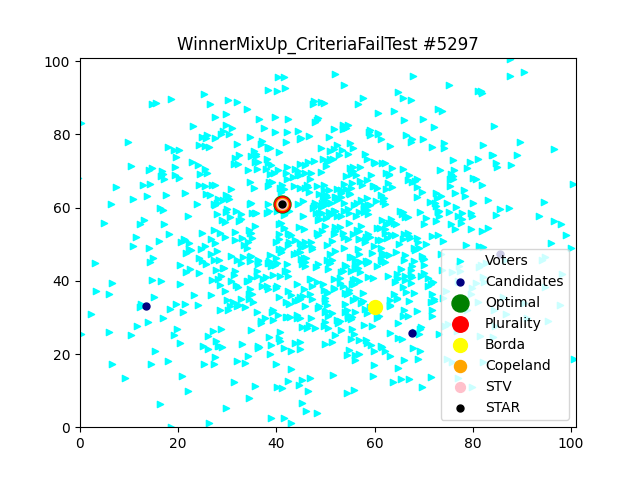 WinnerMixUp_CriteriaFailTest #5297
100
80
60
40
20
0
0
20
40
60
80
100
Voters
Candidates
Optimal
Plurality
Borda
Copeland
STV
STAR